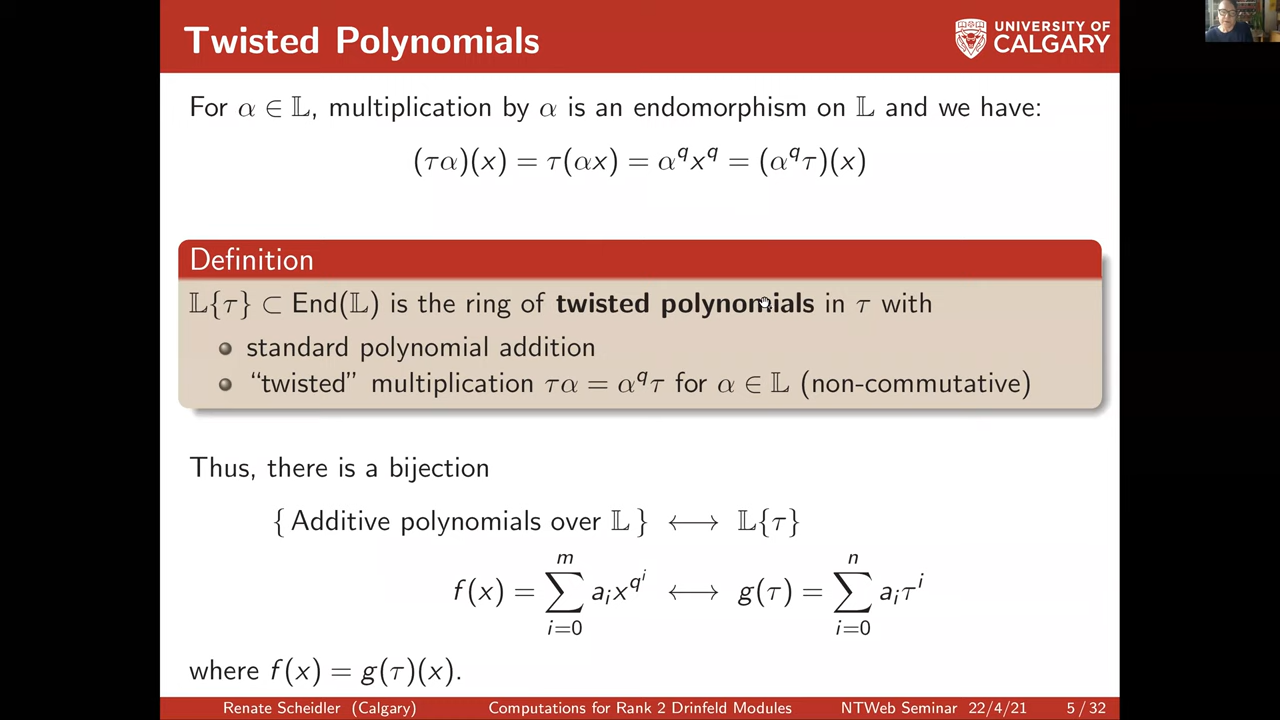 Twisted Polynomials
UNIVERSITY OF
CALGARY
For α ∈ 𝕃, multiplication by α is an endomorphism on 𝕃 and we have:
(τα)(x) = τ(αx) = α^q x^q = (α^q τ)(x)
Definition
𝕃{τ} ⊂ End(𝕃) is the ring of twisted polynomials in τ with
standard polynomial addition
“twisted” multiplication τα = α^q τ for α ∈ 𝕃 (non-commutative)
Thus, there is a bijection
{ Additive polynomials over 𝕃 } ⟷ 𝕃{τ}
f(x) = ∑_{i=0}^{m} a_i x^{q^i} ⟷ g(τ) = ∑_{i=0}^{n} a_i τ^i
where f(x) = g(τ)(x).
Renate Scheidler (Calgary) Computations for Rank 2 Drinfeld Modules NTWeb Seminar 22/4/21 5 / 32